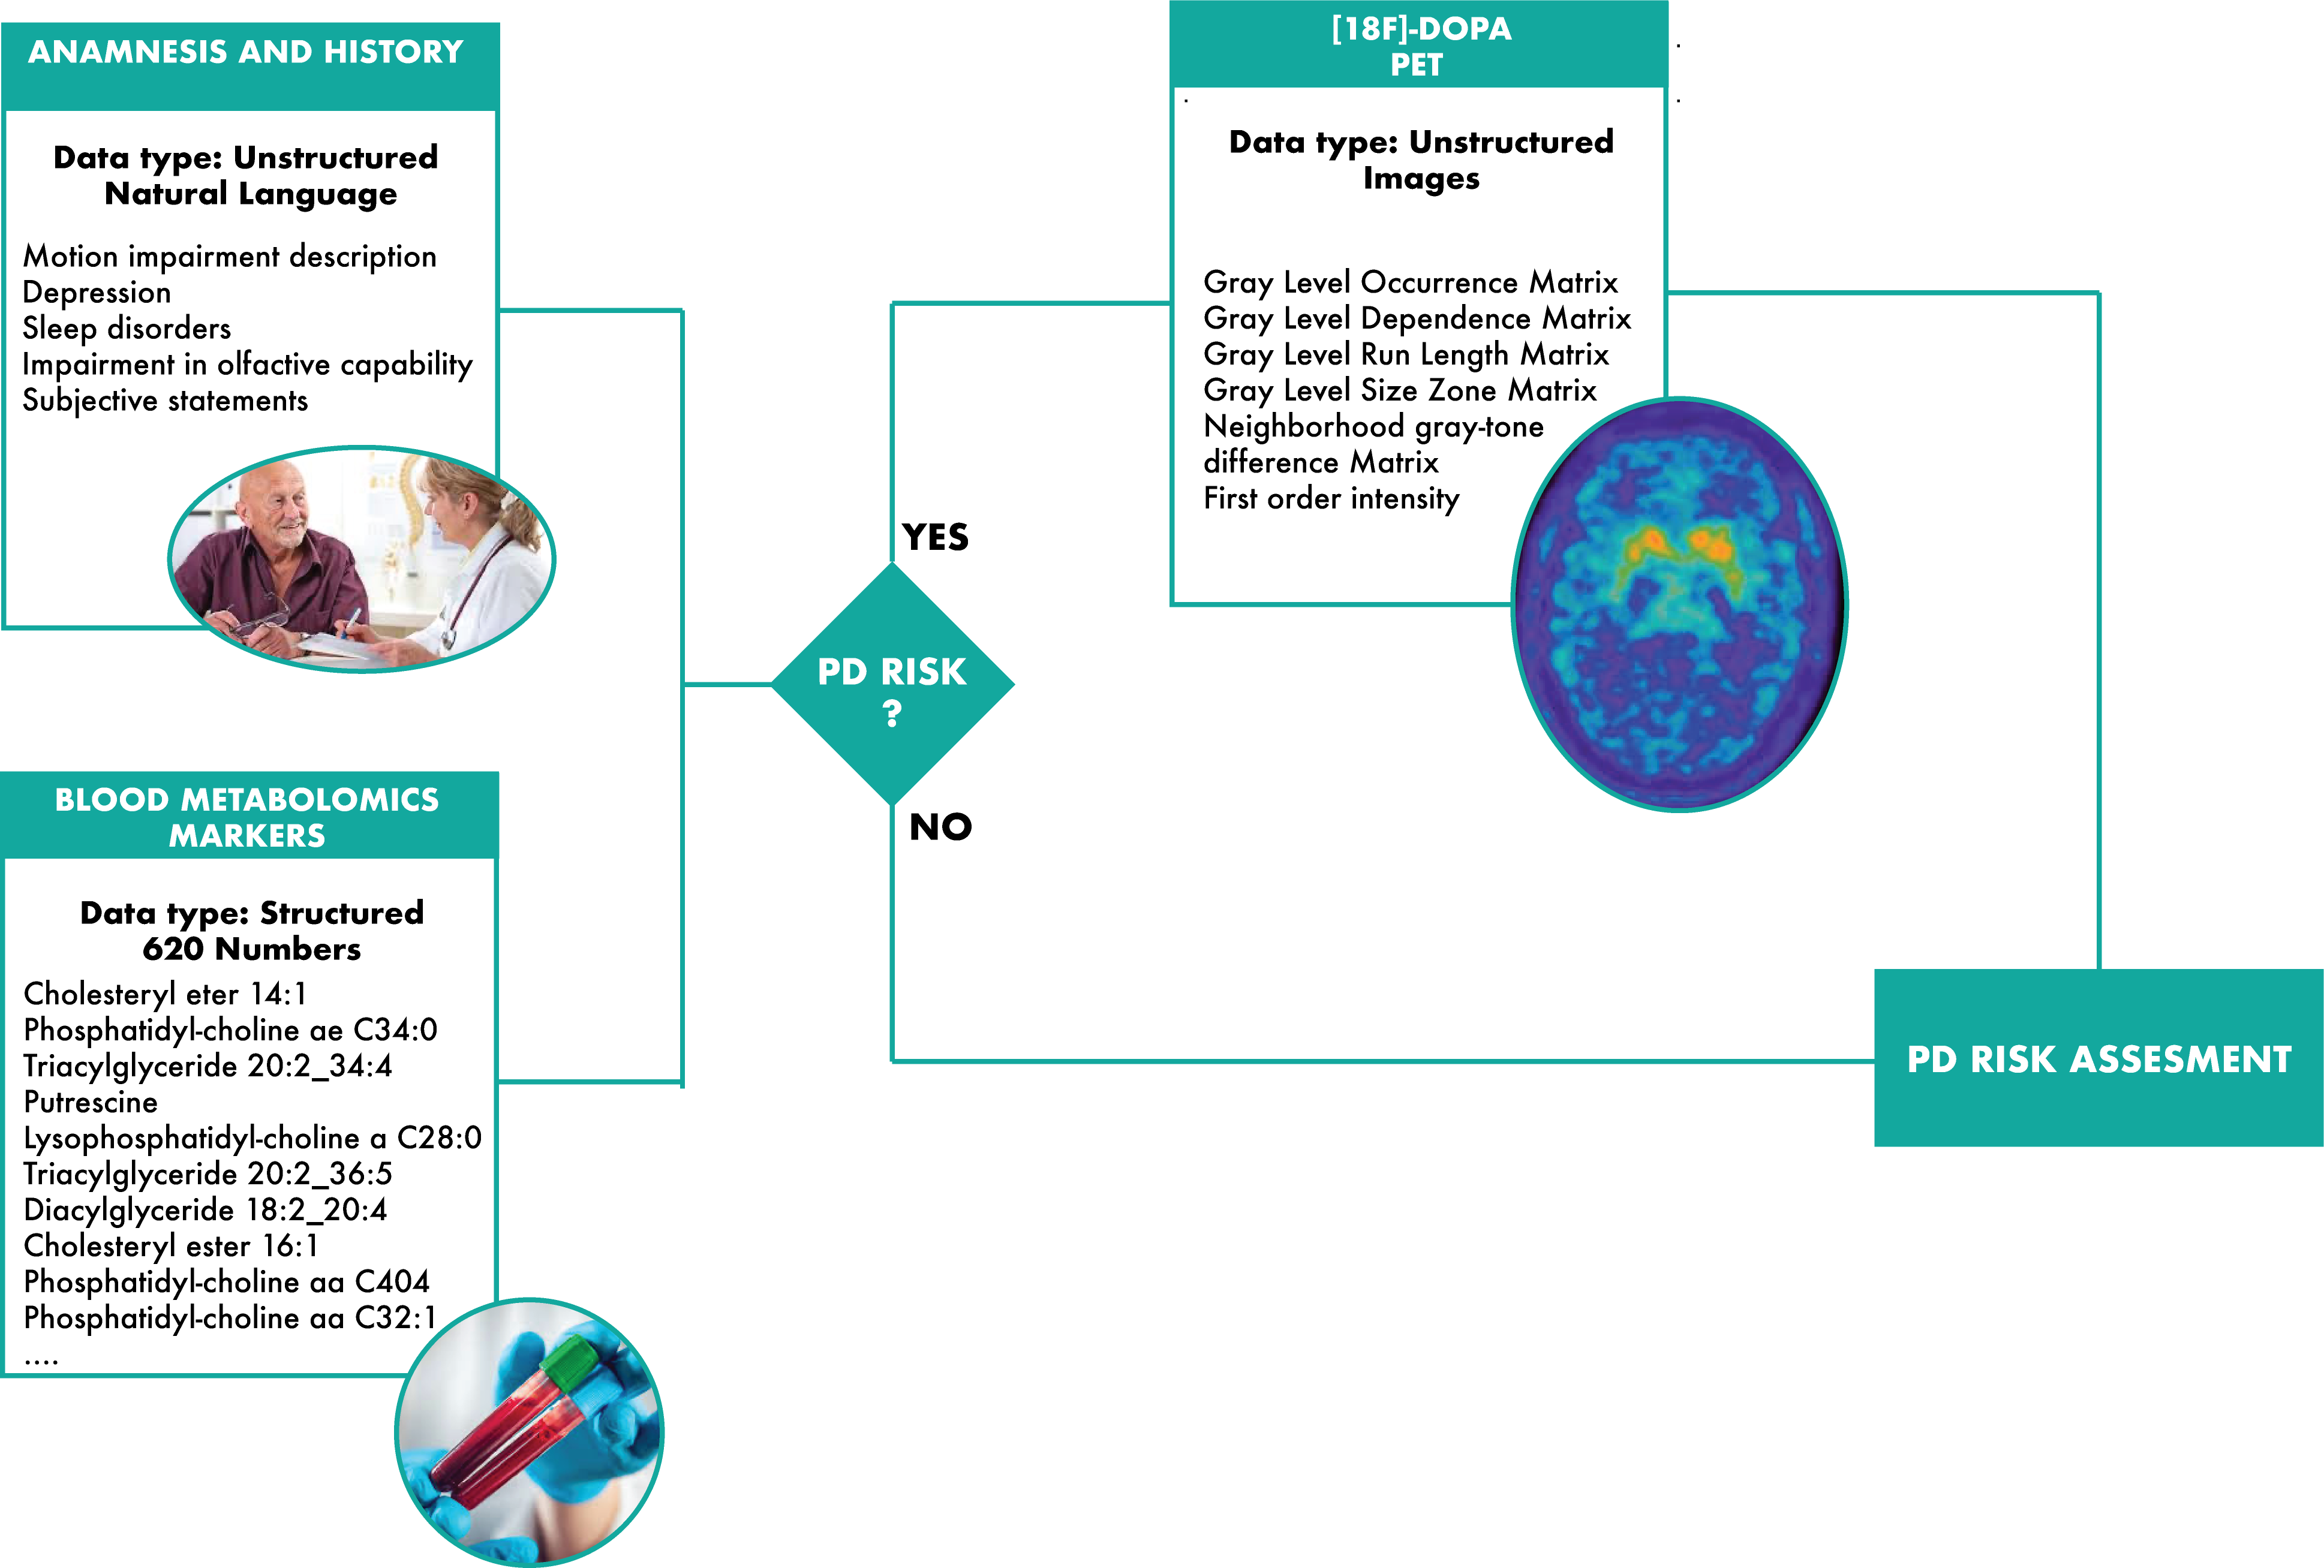 ANAMNESIS AND HISTORY
Data type: Unstructured
Natural Language
Motion impairment description
Depression
Sleep disorders
Impairment in olfactive capability
Subjective statements
BLOOD METABOLOMICS
MARKERS
Data type: Structured
620 Numbers
Cholesteryl eter 14:1
Phosphatidyl-choline ae C34:0
Triacylglyceride 20:2_34:4
Putrescine
Lysophosphatidyl-choline a C28:0
Triacylglyceride 20:2_36:5
Diacylglyceride 18:2_20:4
Cholesteryl ester 16:1
Phosphatidyl-choline aa C404
Phosphatidyl-choline aa C32:1
....
PD RISK
?
YES
NO
[18F]-DOPA
PET
Data type: Unstructured
Images
Gray Level Occurrence Matrix
Gray Level Dependence Matrix
Gray Level Run Length Matrix
Gray Level Size Zone Matrix
Neighborhood gray-tone
difference Matrix
First order intensity
PD RISK ASSESMENT